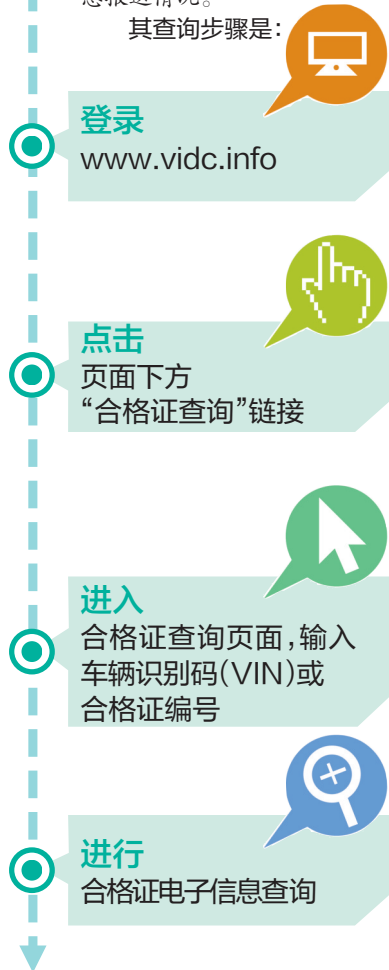 其查询步骤是：
登录
www.vidc.info
点击
页面下方
“合格证查询”链接
进入
合格证查询页面，输入
车辆识别码(VIN)或
合格证编号
进行
合格证电子信息查询